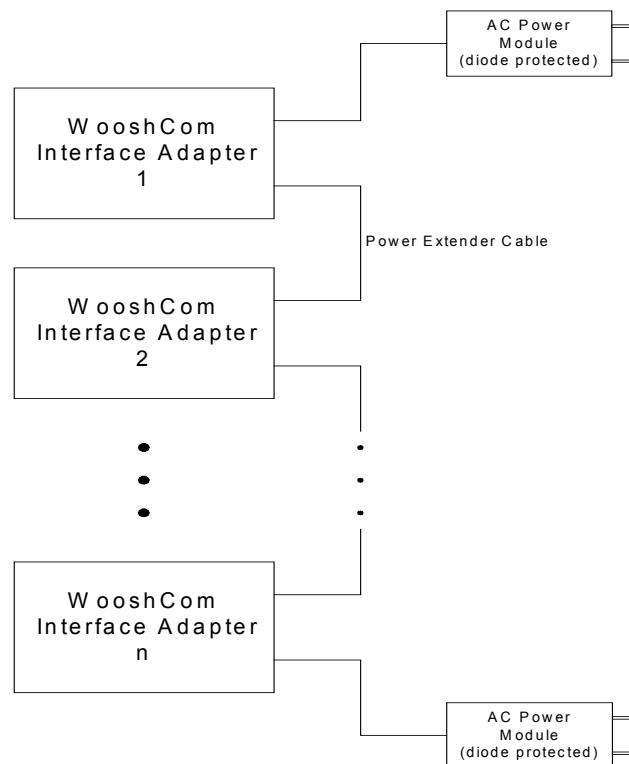 AC Power
Module
(diode protected)
WooshCom
Interface Adapter
1
Power Extender Cable
WooshCom
Interface Adapter
2
WooshCom
Interface Adapter
n
AC Power
Module
(diode protected)